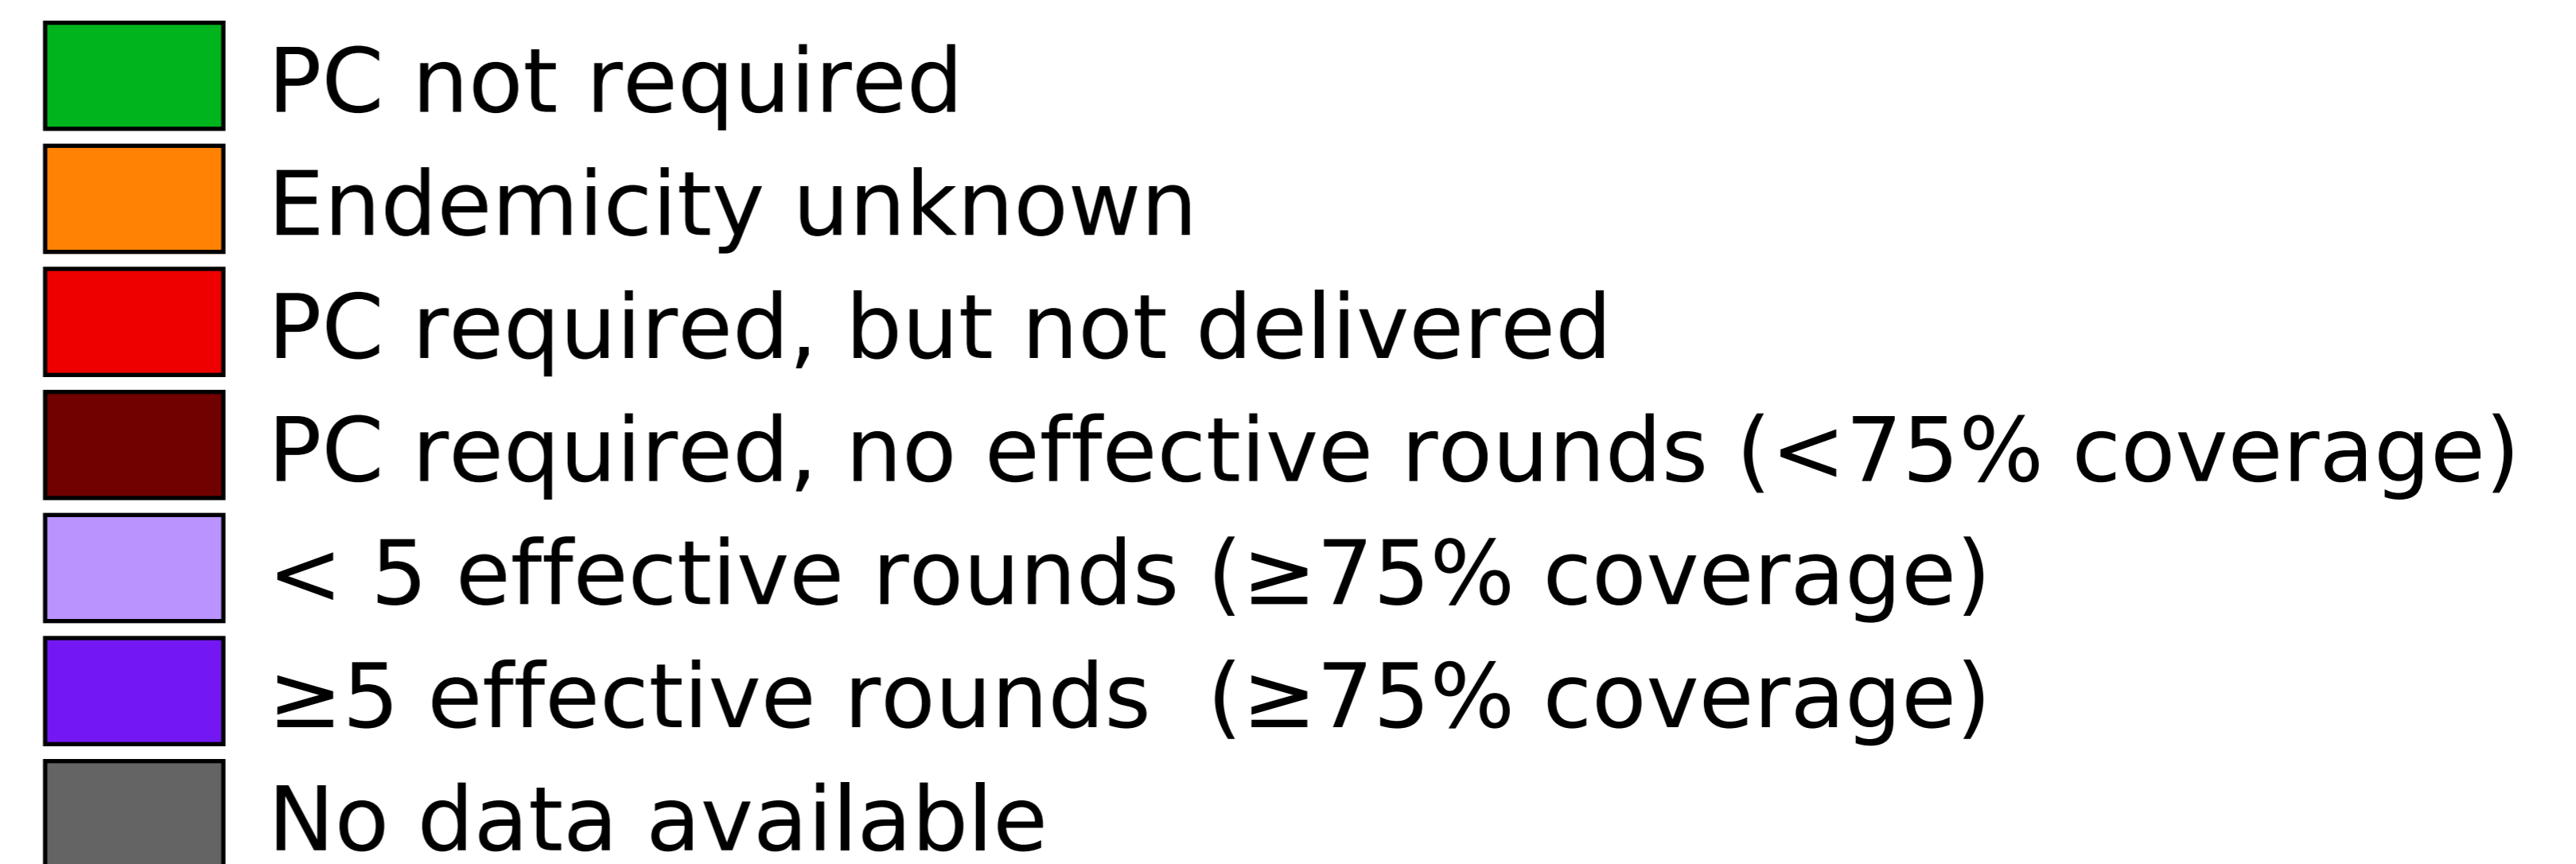 PC not required
Endemicity unknown
PC required, but not delivered
PC required, no effective rounds (<75% coverage)
< 5 effective rounds (≥75% coverage)
≥5 effective rounds  (≥75% coverage)
No data available